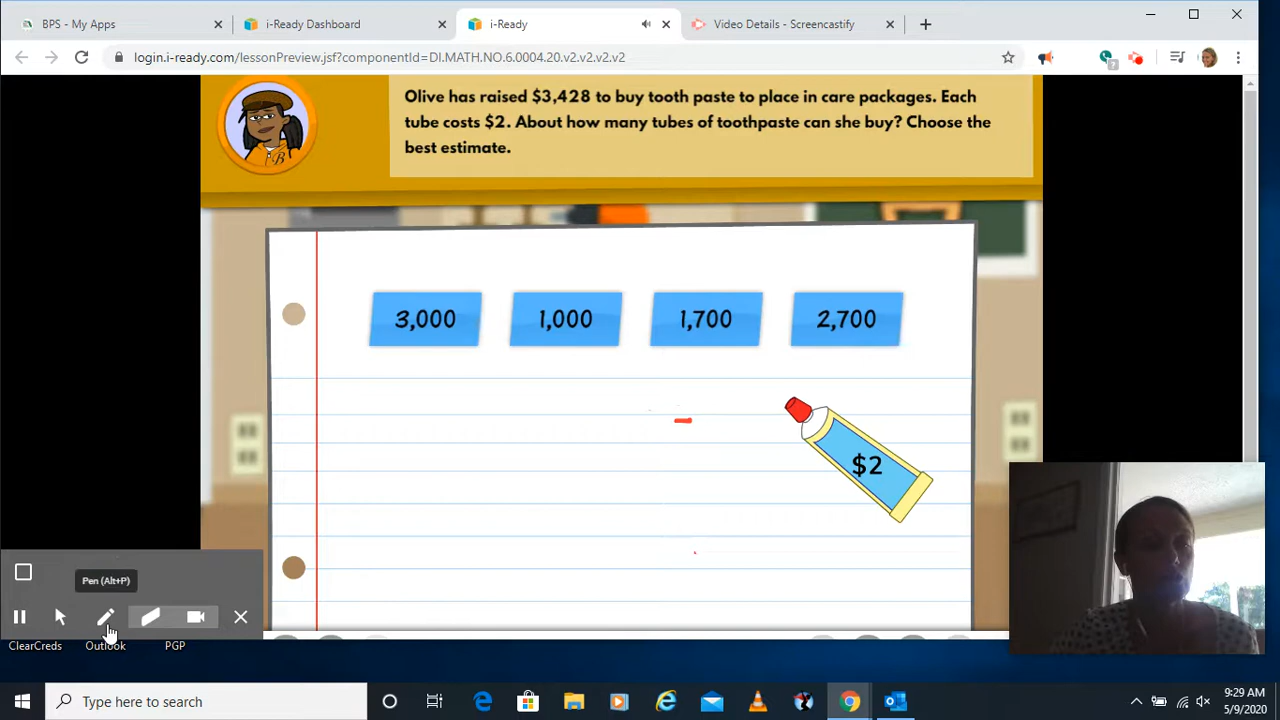 BPS - My Apps
i-Ready Dashboard
i-Ready
Video Details - Screencastify
login.i-ready.com/lessonPreview.jsf?componentId=DI.MATH.NO.6.0004.20.v2.v2.v2.v2
Olive has raised $3,428 to buy tooth paste to place in care packages. Each
tube costs $2. About how many tubes of toothpaste can she buy? Choose the
best estimate.
B
3,000
1,000
1,700
2,700
$2
Pen (Alt+P)
ClearCreds
Outlook
PGP
Type here to search
9:29 AM
5/9/2020